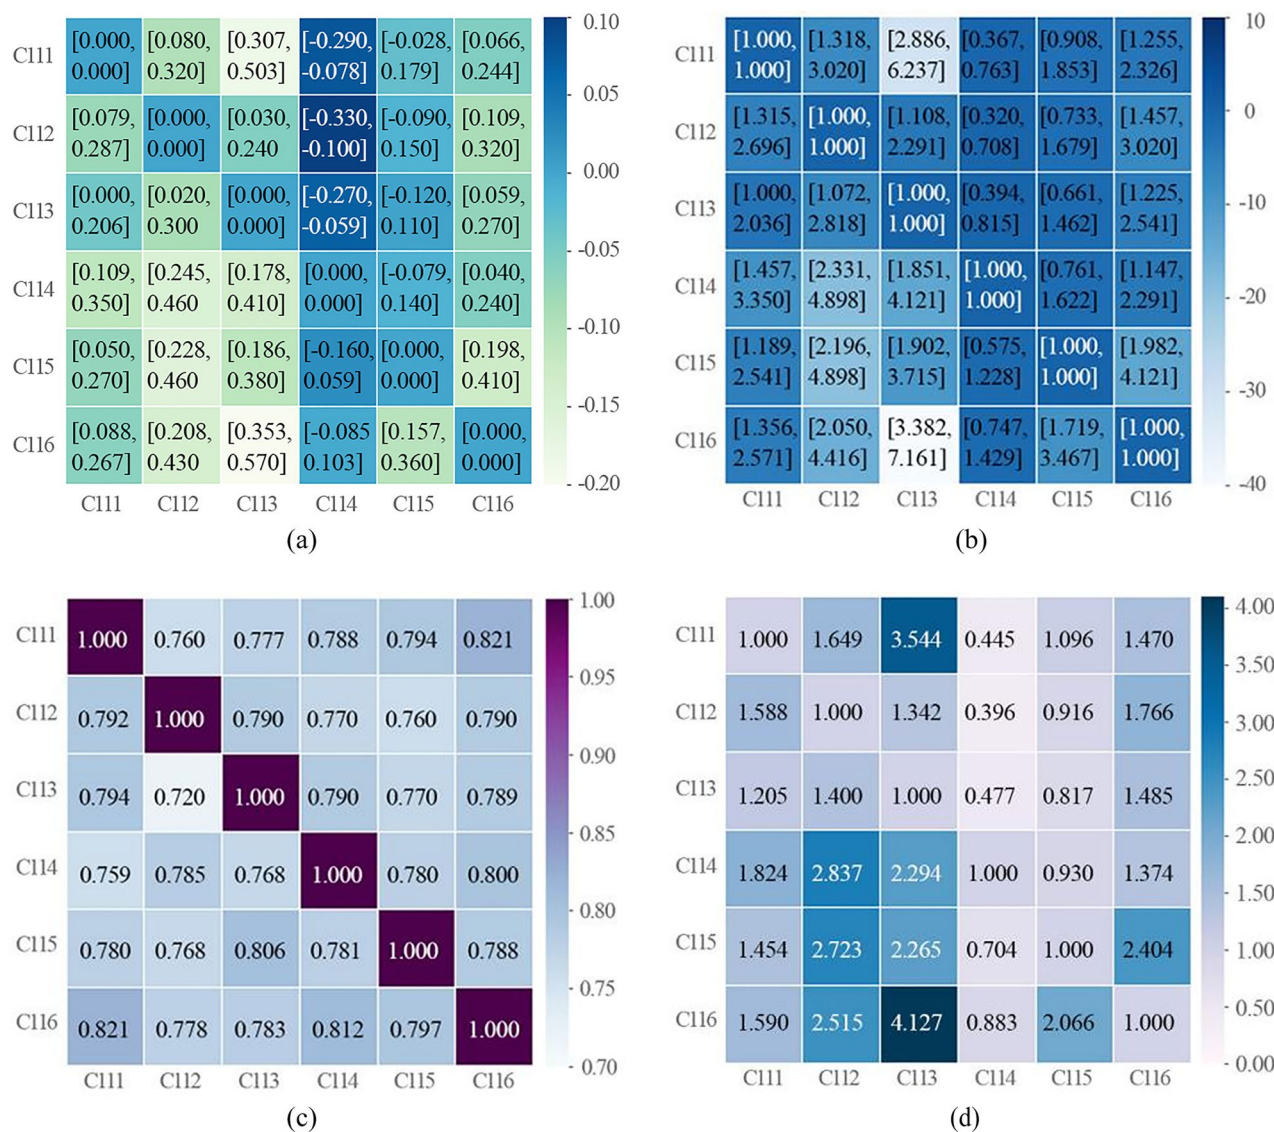 C111
[0.000, [0.080, [0.307, [-0.290, [-0.028, [0.066,
0.000] 0.320] 0.503] -0.078] 0.179] 0.244]
C112
[0.079, [0.000, [0.030, [-0.330, [-0.090, [0.109,
0.287] 0.000] 0.240 -0.100] 0.150] 0.320]
C113
[0.000, [0.020, [0.000, [-0.270, [-0.120, [0.059,
0.206] 0.300 0.000] -0.059] 0.110] 0.270]
C114
[0.109, [0.245, [0.178, [0.000, [-0.079, [0.040,
0.350] 0.460 0.410] 0.000] 0.140] 0.240]
C115
[0.050, [0.228, [0.186, [-0.160, [0.000, [0.198,
0.270] 0.460 0.380] 0.059] 0.000] 0.410]
C116
[0.088, [0.208, [0.353, [-0.085 [0.157, [0.000,
0.267] 0.430 0.570] 0.103] 0.360] 0.000]
C111 C112 C113 C114 C115 C116
0.10
0.05
0.00
-0.05
-0.10
-0.15
-0.20
(a)
C111
[1.000, [1.318, [2.886, [0.367, [0.908, [1.255,
1.000] 3.020] 6.237] 0.763] 1.853] 2.326]
C112
[1.315, [1.000, [1.108, [0.320, [0.733, [1.457,
2.696] 1.000] 2.291] 0.708] 1.679] 3.020]
C113
[1.000, [1.072, [1.000, [0.394, [0.661, [1.225,
2.036] 2.818] 1.000] 0.815] 1.462] 2.541]
C114
[1.457, [2.331, [1.851, [1.000, [0.761, [1.147,
3.350] 4.898] 4.121] 1.000] 1.622] 2.291]
C115
[1.189, [2.196, [1.902, [0.575, [1.000, [1.982,
2.541] 4.898] 3.715] 1.228] 1.000] 4.121]
C116
[1.356, [2.050, [3.382, [0.747, [1.719, [1.000,
2.571] 4.416] 7.161] 1.429] 3.467] 1.000]
C111 C112 C113 C114 C115 C116
10
0
-10
-20
-30
-40
(b)
C111 1.000 0.760 0.777 0.788 0.794 0.821
C112 0.792 1.000 0.790 0.770 0.760 0.790
C113 0.794 0.720 1.000 0.790 0.770 0.789
C114 0.759 0.785 0.768 1.000 0.780 0.800
C115 0.780 0.768 0.806 0.781 1.000 0.788
C116 0.821 0.778 0.783 0.812 0.797 1.000
C111 C112 C113 C114 C115 C116
1.00
0.95
0.90
0.85
0.80
0.75
0.70
(c)
C111 1.000 1.649 3.544 0.445 1.096 1.470
C112 1.588 1.000 1.342 0.396 0.916 1.766
C113 1.205 1.400 1.000 0.477 0.817 1.485
C114 1.824 2.837 2.294 1.000 0.930 1.374
C115 1.454 2.723 2.265 0.704 1.000 2.404
C116 1.590 2.515 4.127 0.883 2.066 1.000
C111 C112 C113 C114 C115 C116
4.00
3.50
3.00
2.50
2.00
1.50
1.00
0.50
0.00
(d)